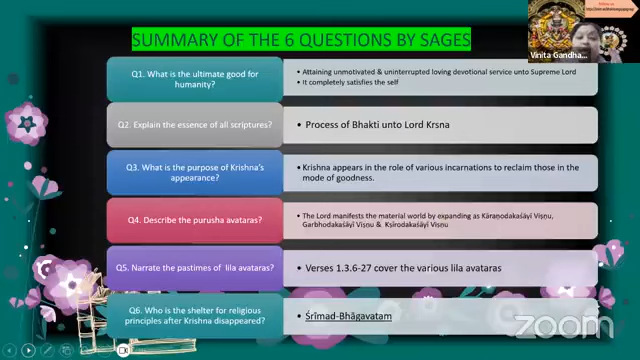 SUMMARY OF THE 6 QUESTIONS BY SAGES
Q1. What is the ultimate good for
humanity?
• Attaining unmotivated & uninterrupted loving devotional service unto Supreme Lord
• It completely satisfies the self
Q2. Explain the essence of all scriptures?
• Process of Bhakti unto Lord Krsna
Q3. What is the purpose of Krishna's
appearance?
• Krishna appears in the role of various incarnations to reclaim those in the
mode of goodness.
Q4. Describe the purusha avataras?
• The Lord manifests the material world by expanding as Kāraṇodakaśāyī Viṣṇu,
Garbhodakaśāyī Viṣṇu & Kṣīrodakaśāyī Viṣṇu
Q5. Narrate the pastimes of lila avataras?
• Verses 1.3.6-27 cover the various lila avataras
Q6. Who is the shelter for religious
principles after Krishna disappeared?
• Śrīmad-Bhāgavatam
Vinita Gandha
Follow us
zoom